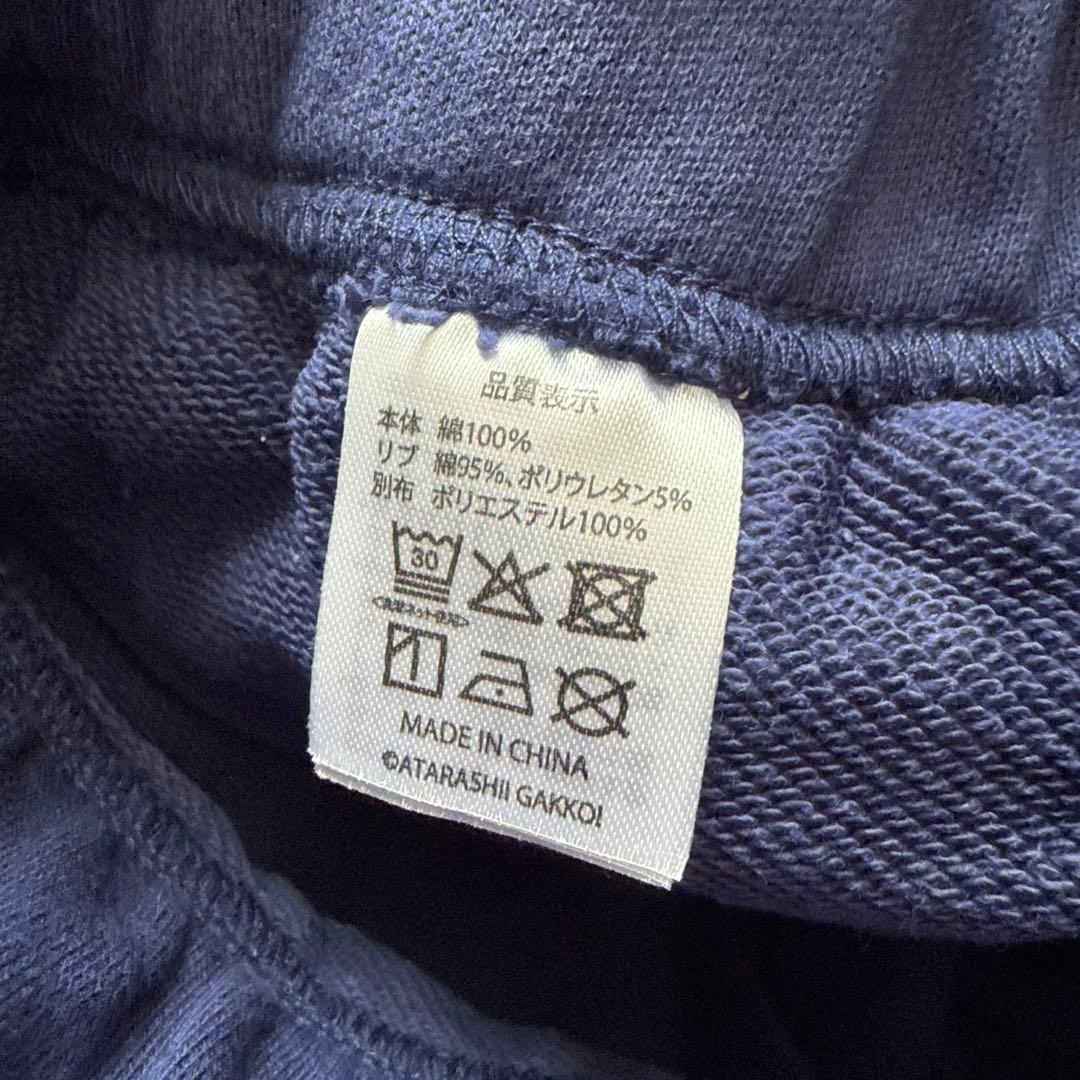 品質表示
本体 綿100%
リブ 綿95%、ポリウレタン5%
別布 ポリエステル100%
30
MADE IN CHINA
©ATARASHII GAKKO!